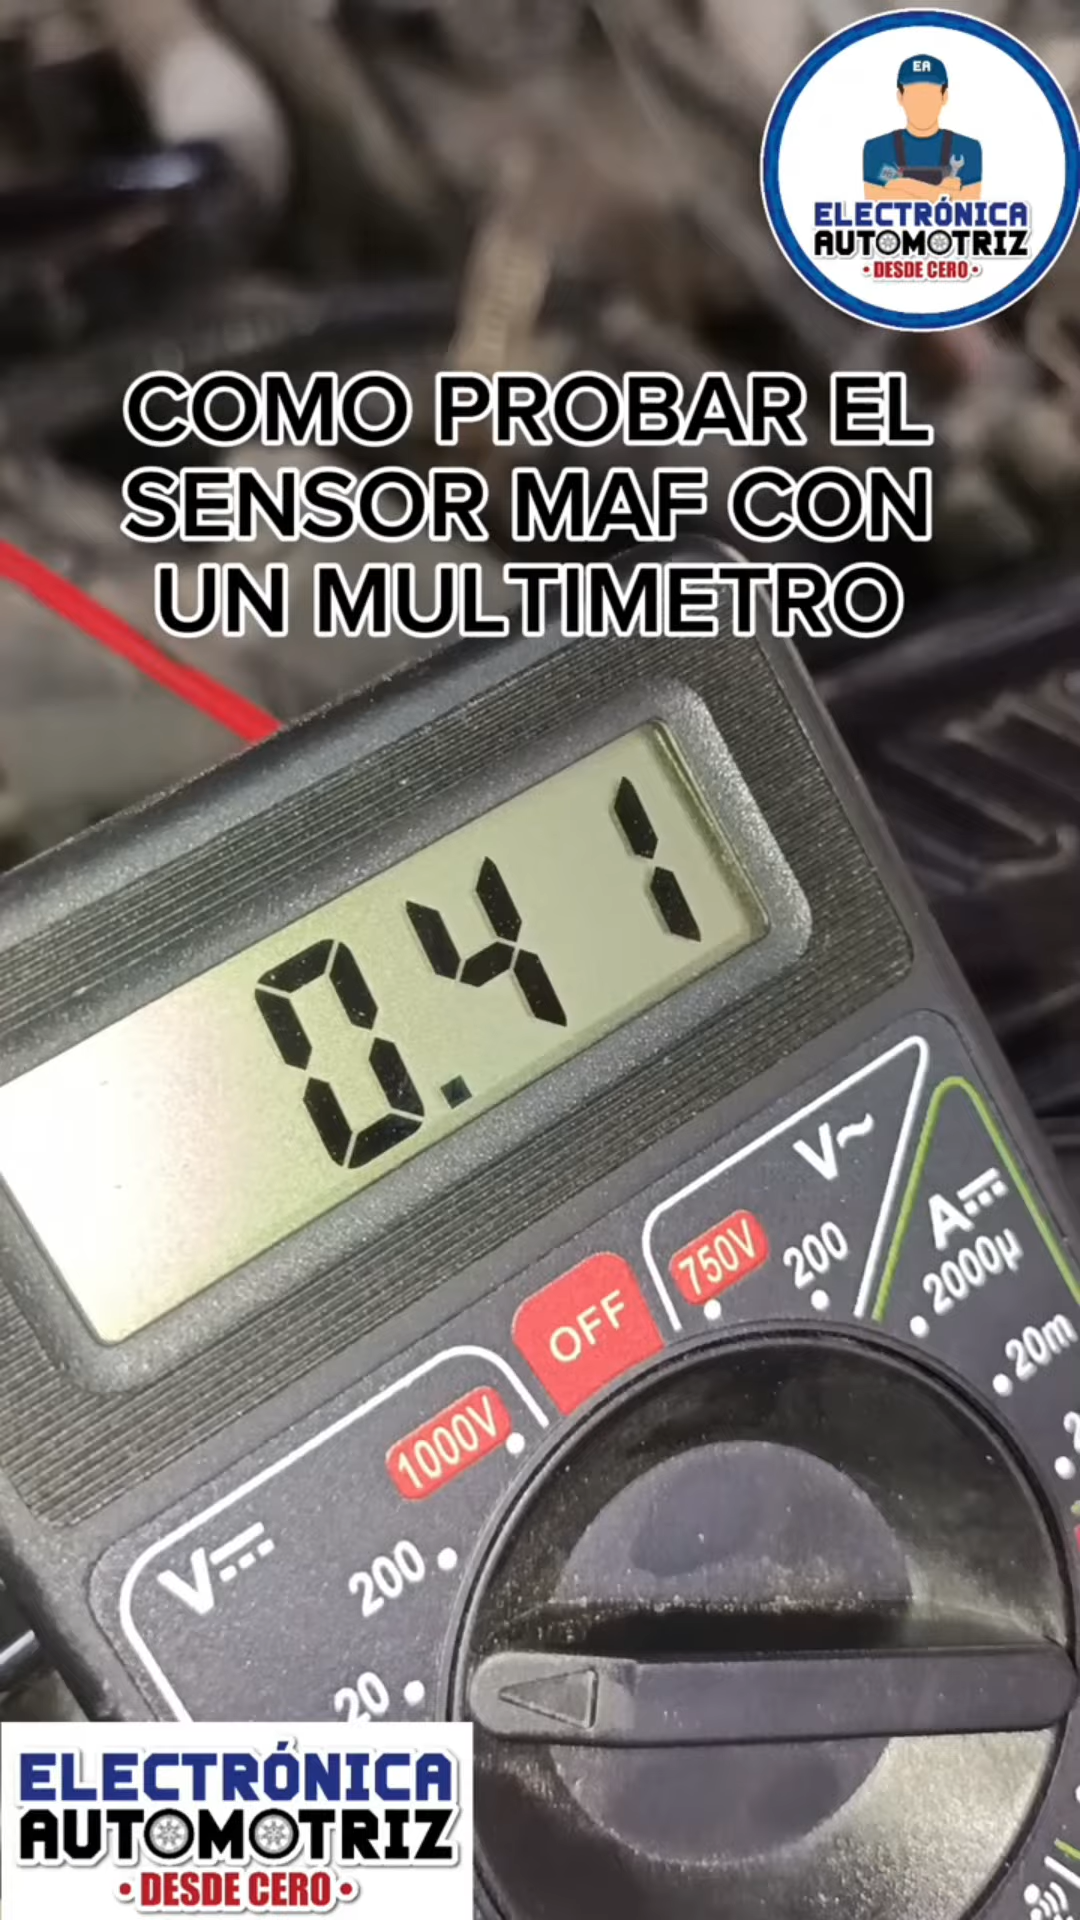 EA
ELECTRÓNICA
AUTOMOTRIZ
• DESDE CERO •
COMO PROBAR EL
SENSOR MAF CON
UN MULTIMETRO
0.41
V~
A
750V
200
2000µ
OFF
20m
1000V
V
200
20
ELECTRÓNICA
AUTOMOTRIZ
• DESDE CERO •